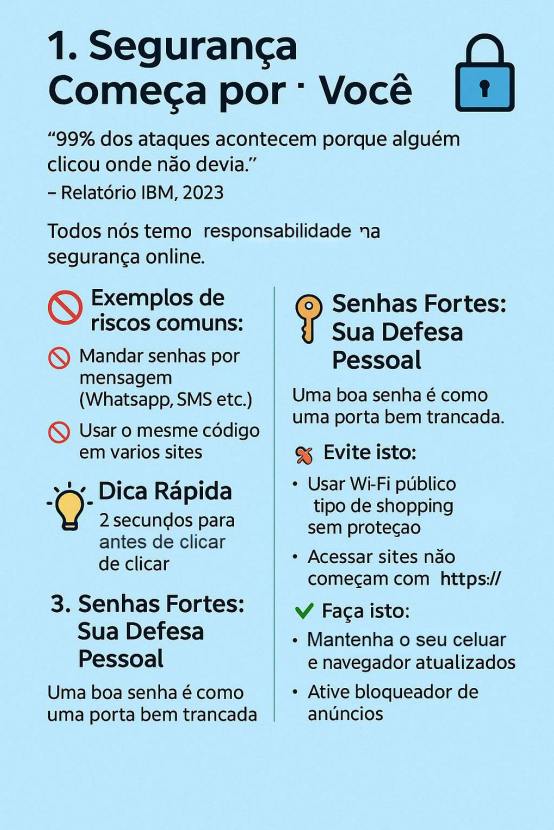 1. Segurança
Começa por · Você
“99% dos ataques acontecem porque alguém
clicou onde não devia.”
– Relatório IBM, 2023
Todos nós temo responsabilidade na
segurança online.
Exemplos de
riscos comuns:
Mandar senhas por
mensagem
(Whatsapp, SMS etc.)
Usar o mesme código
em varios sites
Dica Rápida
2 secundos para
antes de clicar
de clicar
3. Senhas Fortes:
Sua Defesa
Pessoal
Uma boa senha é como
uma porta bem trancada
Senhas Fortes:
Sua Defesa
Pessoal
Uma boa senha é como
uma porta bem trancada.
Evite isto:
• Usar Wi-Fi público
tipo de shopping
sem proteçao
• Acessar sites não
começam com https://
Faça isto:
• Mantenha o seu celuar
e navegador atualizados
• Ative bloqueador de
anúncios